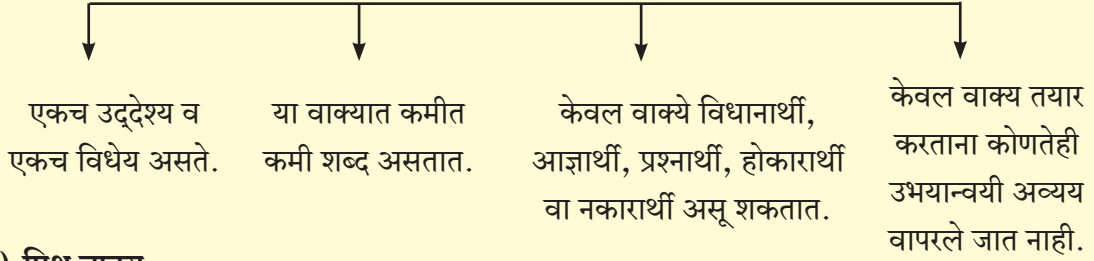 एकच उद्‌देश्य व
एकच विधेय असते.
या वाक्यात कमीत
कमी शब्द असतात.
केवल वाक्ये विधानार्थी,
आज्ञार्थी, प्रश्नार्थी, होकारार्थी
वा नकारार्थी असू शकतात.
केवल वाक्य तयार
करताना कोणतेही
उभयान्वयी अव्यय
वापरले जात नाही.